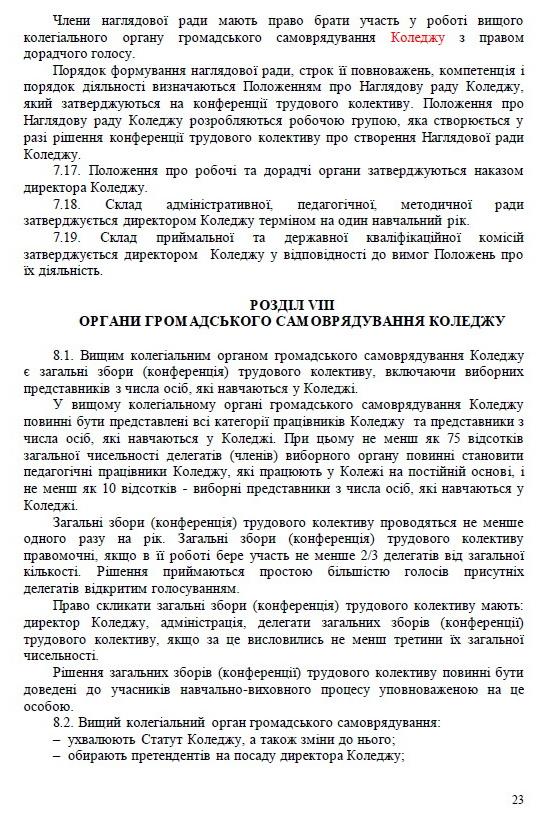 Члени наглядової ради мають право брати участь у роботі вищого
колегіального органу громадського самоврядування Коледжу з правом
дорадчого голосу.
Порядок формування наглядової ради, строк її повноважень, компетенція і
порядок діяльності визначаються Положенням про Наглядову раду Коледжу,
який затверджуються на конференції трудового колективу. Положення про
Наглядову раду Коледжу розробляються робочою групою, яка створюється у
разі рішення конференції трудового колективу про створення Наглядової ради
Коледжу.
7.17. Положення про робочі та дорадчі органи затверджуються наказом
директора Коледжу.
7.18. Склад адміністративної, педагогічної, методичної ради
затверджується директором Коледжу терміном на один навчальний рік.
7.19. Склад приймальної та державної кваліфікаційної комісій
затверджується директором Коледжу у відповідності до вимог Положень про
їх діяльність.
РОЗДІЛ VIII
ОРГАНИ ГРОМАДСЬКОГО САМОВРЯДУВАННЯ КОЛЕДЖУ
8.1. Вищим колегіальним органом громадського самоврядування Коледжу
є загальні збори (конференція) трудового колективу, включаючи виборних
представників з числа осіб, які навчаються у Коледжі.
У вищому колегіальному органі громадського самоврядування Коледжу
повинні бути представлені всі категорії працівників Коледжу та представники з
числа осіб, які навчаються у Коледжі. При цьому не менш як 75 відсотків
загальної чисельності делегатів (членів) виборного органу повинні становити
педагогічні працівники Коледжу, які працюють у Колежі на постійній основі, і
не менш як 10 відсотків - виборні представники з числа осіб, які навчаються у
Коледжі.
Загальні збори (конференція) трудового колективу проводяться не менше
одного разу на рік. Загальні збори (конференція) трудового колективу
правомочні, якщо в її роботі бере участь не менше 2/3 делегатів від загальної
кількості. Рішення приймаються простою більшістю голосів присутніх
делегатів відкритим голосуванням.
Право скликати загальні збори (конференція) трудового колективу мають:
директор Коледжу, адміністрація, делегати загальних зборів (конференції)
трудового колективу, якщо за це висловились не менш третини їх загальної
чисельності.
Рішення загальних зборів (конференції) трудового колективу повинні бути
доведені до учасників навчально-виховного процесу уповноваженою на це
особою.
8.2. Вищий колегіальний орган громадського самоврядування:
– ухвалюють Статут Коледжу, а також зміни до нього;
– обирають претендентів на посаду директора Коледжу;
23